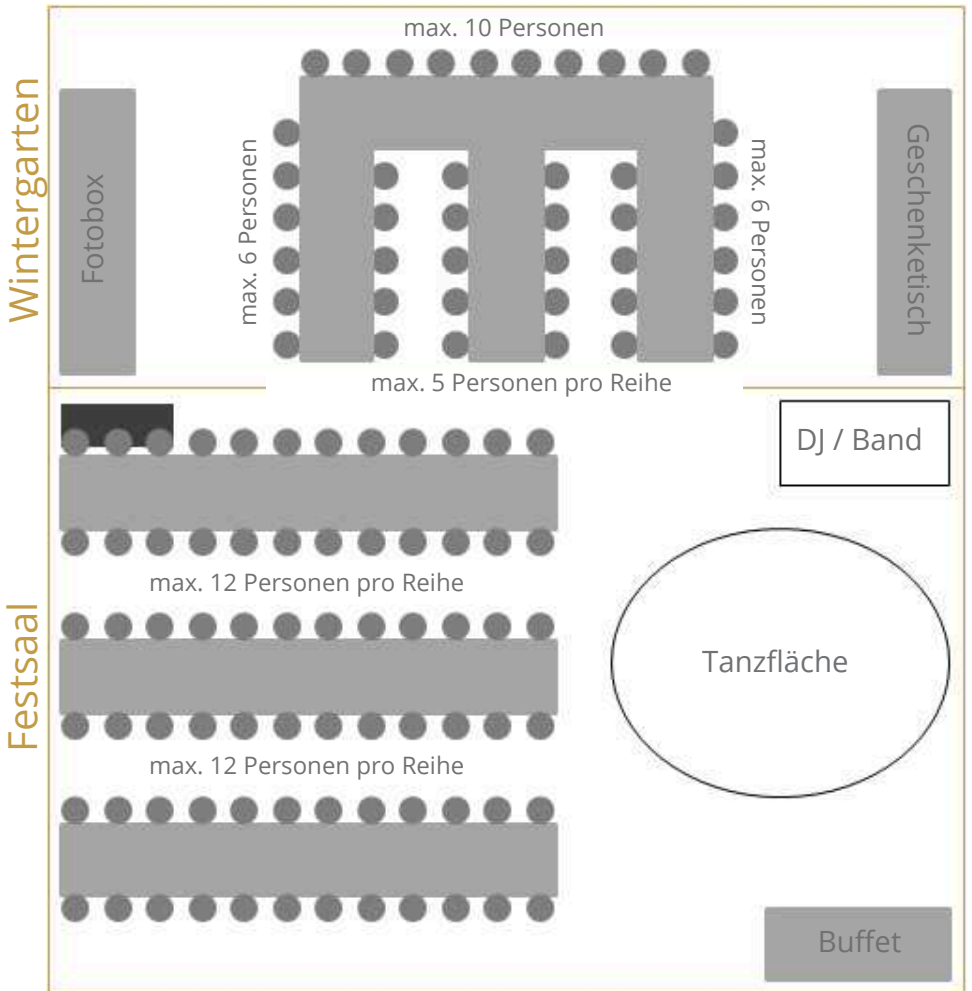 Wintergarten
max. 10 Personen
Fotobox
max. 6 Personen
max. 6 Personen
Geschenketisch
max. 5 Personen pro Reihe
Festsaal
DJ / Band
max. 12 Personen pro Reihe
Tanzfläche
max. 12 Personen pro Reihe
Buffet